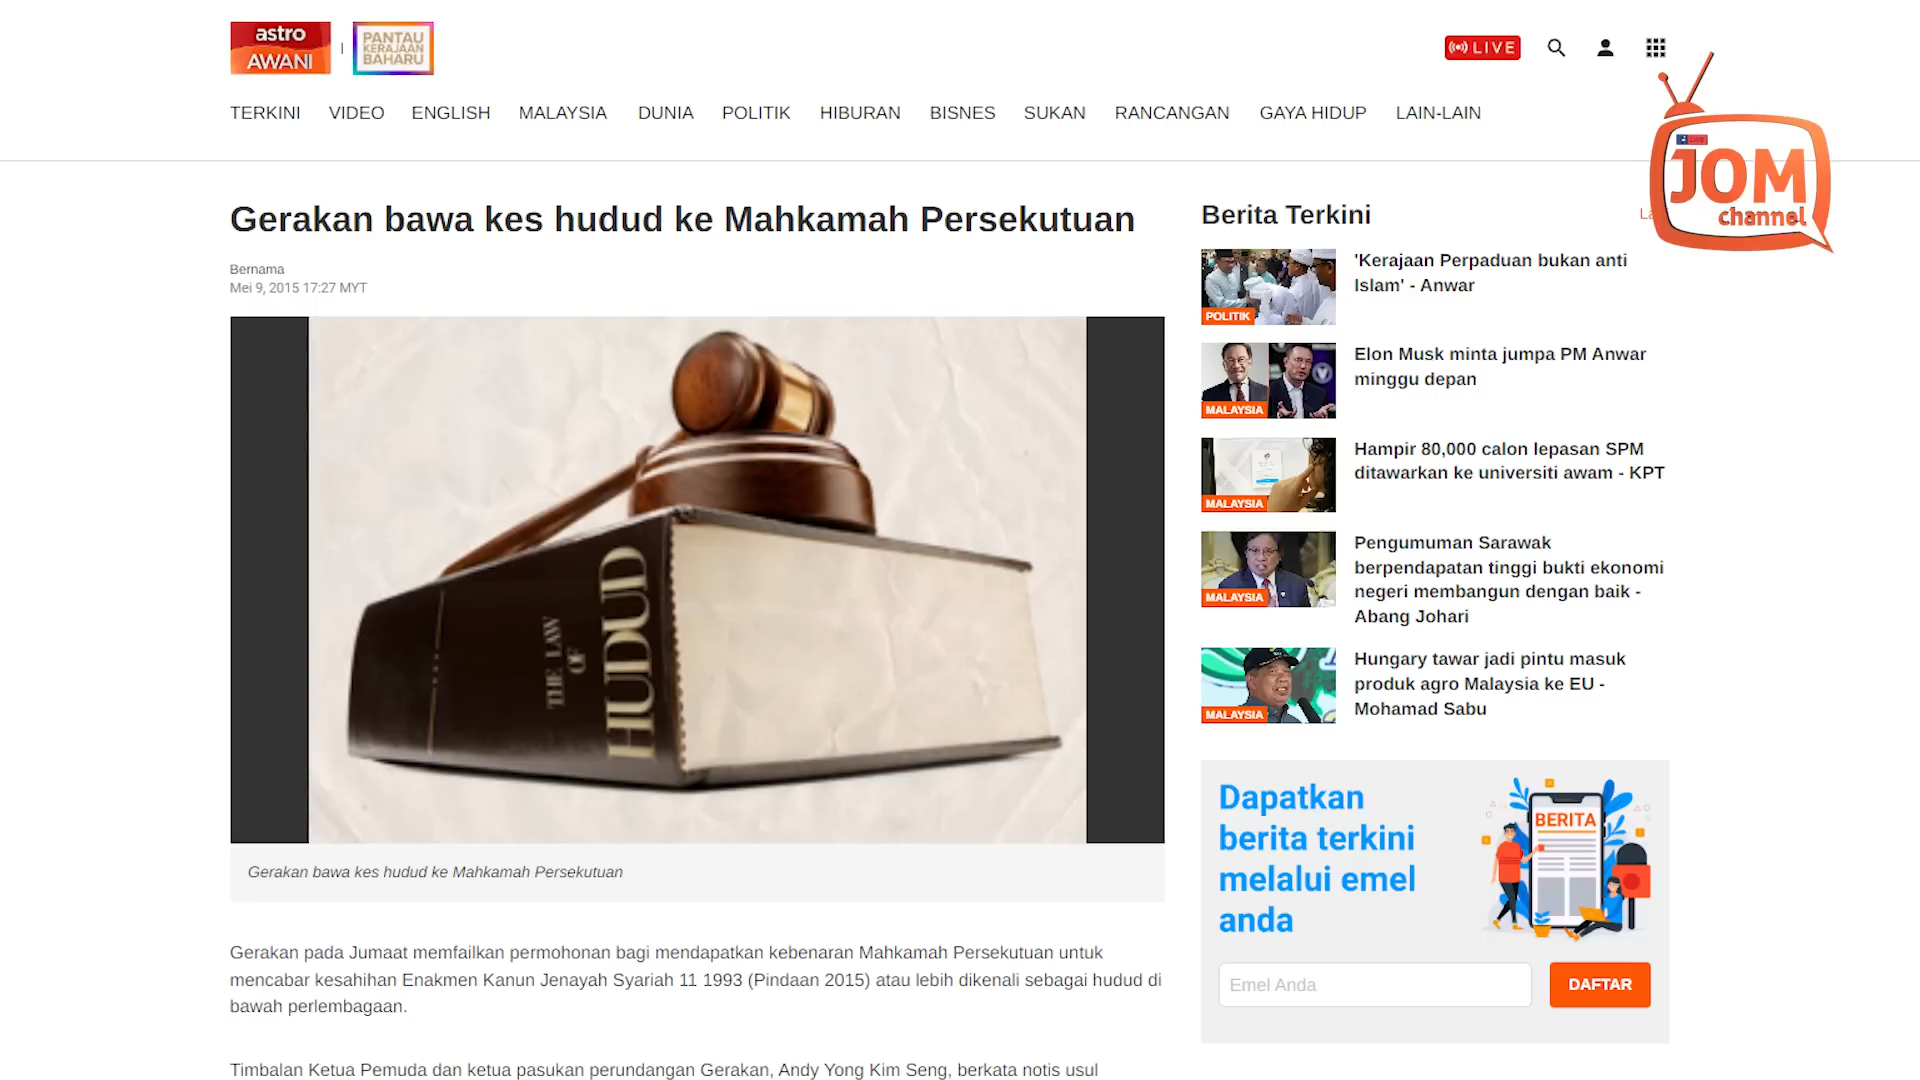 astro
AWANI
PANTAU
KERAJAAN
BAHARU
LIVE
TERKINI VIDEO ENGLISH MALAYSIA DUNIA POLITIK HIBURAN BISNES SUKAN RANCANGAN GAYA HIDUP LAIN-LAIN
LIVE
JOM
channel
Gerakan bawa kes hudud ke Mahkamah Persekutuan
Bernama
Mei 9, 2015 17:27 MYT
THE LAW
OF
HUDUD
Gerakan bawa kes hudud ke Mahkamah Persekutuan
Gerakan pada Jumaat memfailkan permohonan bagi mendapatkan kebenaran Mahkamah Persekutuan untuk
mencabar kesahihan Enakmen Kanun Jenayah Syariah 11 1993 (Pindaan 2015) atau lebih dikenali sebagai hudud di
bawah perlembagaan.
Timbalan Ketua Pemuda dan ketua pasukan perundangan Gerakan, Andy Yong Kim Seng, berkata notis usul
Berita Terkini
POLITIK
'Kerajaan Perpaduan bukan anti
Islam' - Anwar
MALAYSIA
Elon Musk minta jumpa PM Anwar
minggu depan
MALAYSIA
Hampir 80,000 calon lepasan SPM
ditawarkan ke universiti awam - KPT
MALAYSIA
Pengumuman Sarawak
berpendapatan tinggi bukti ekonomi
negeri membangun dengan baik -
Abang Johari
MALAYSIA
Hungary tawar jadi pintu masuk
produk agro Malaysia ke EU -
Mohamad Sabu
Dapatkan
berita terkini
melalui emel
anda
BERITA
Emel Anda
DAFTAR